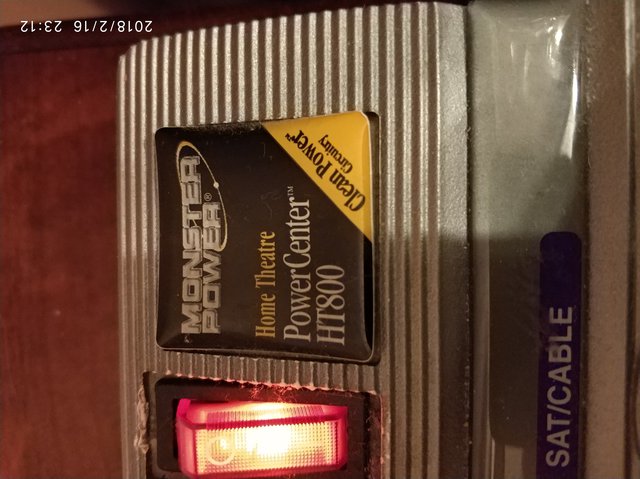 2018/2/16 23:12
MONSTER
POWER®
Clean Power™
Circuitry
Home Theatre
PowerCenter™
HT800
SAT/CABLE